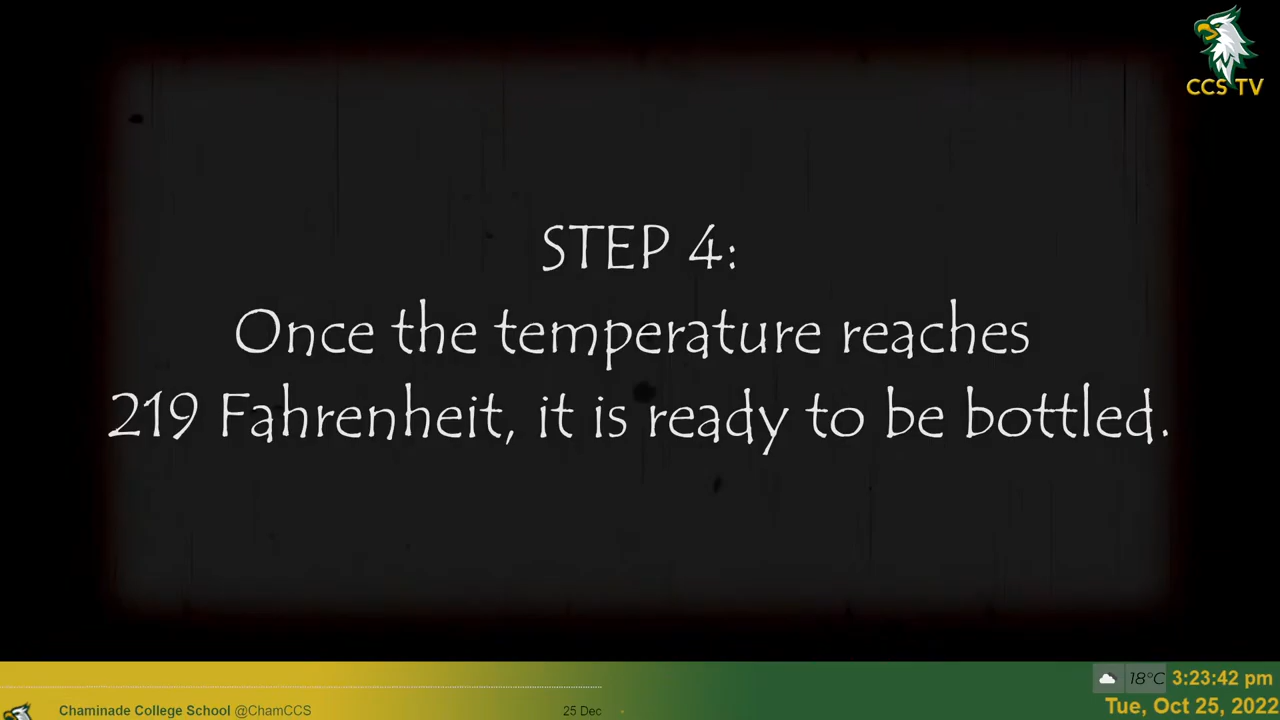 CCS TV
STEP 4:
Once the temperature reaches
219 Fahrenheit, it is ready to be bottled.
18°C 3:23:42 pm
Chaminade College School @ChamCCS 25 Dec
Tue, Oct 25, 2022